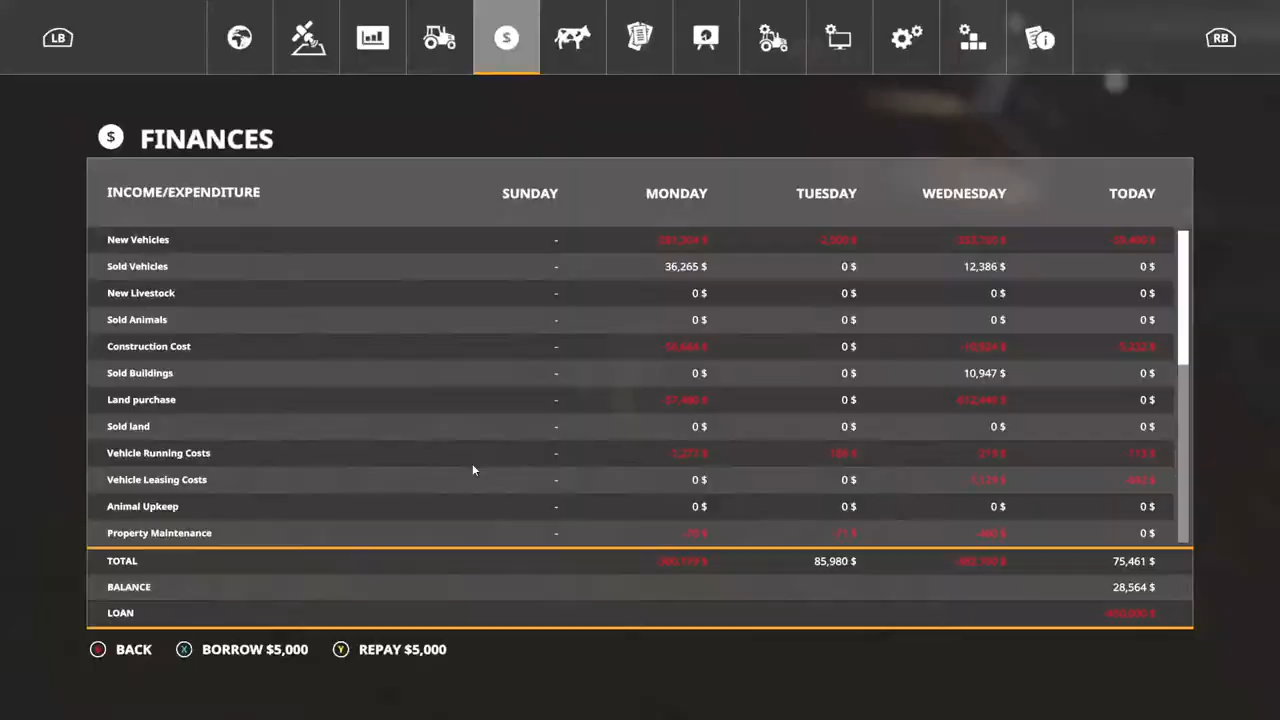 LB
RB
FINANCES
INCOME/EXPENDITURE SUNDAY MONDAY TUESDAY WEDNESDAY TODAY
New Vehicles -
Sold Vehicles - 36,265 $ 0 $ 12,386 $ 0 $
New Livestock - 0 $ 0 $ 0 $ 0 $
Sold Animals - 0 $ 0 $ 0 $ 0 $
Construction Cost - 0 $
Sold Buildings - 0 $ 0 $ 10,947 $ 0 $
Land purchase - 0 $ 0 $
Sold land - 0 $ 0 $ 0 $ 0 $
Vehicle Running Costs -
Vehicle Leasing Costs - 0 $ 0 $
Animal Upkeep - 0 $ 0 $ 0 $ 0 $
Property Maintenance - 0 $
TOTAL 85,980 $ 75,461 $
BALANCE 28,564 $
LOAN
BACK X BORROW $5,000 Y REPAY $5,000